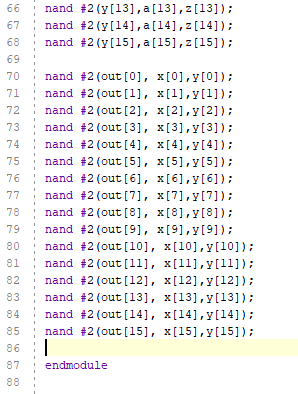 66 nand #2(y[13],a[13],z[13]);
67 nand #2(y[14],a[14],z[14]);
68 nand #2(y[15],a[15],z[15]);
69
70 nand #2(out[0], x[0],y[0]);
71 nand #2(out[1], x[1],y[1]);
72 nand #2(out[2], x[2],y[2]);
73 nand #2(out[3], x[3],y[3]);
74 nand #2(out[4], x[4],y[4]);
75 nand #2(out[5], x[5],y[5]);
76 nand #2(out[6], x[6],y[6]);
77 nand #2(out[7], x[7],y[7]);
78 nand #2(out[8], x[8],y[8]);
79 nand #2(out[9], x[9],y[9]);
80 nand #2(out[10], x[10],y[10]);
81 nand #2(out[11], x[11],y[11]);
82 nand #2(out[12], x[12],y[12]);
83 nand #2(out[13], x[13],y[13]);
84 nand #2(out[14], x[14],y[14]);
85 nand #2(out[15], x[15],y[15]);
86
87 endmodule
88